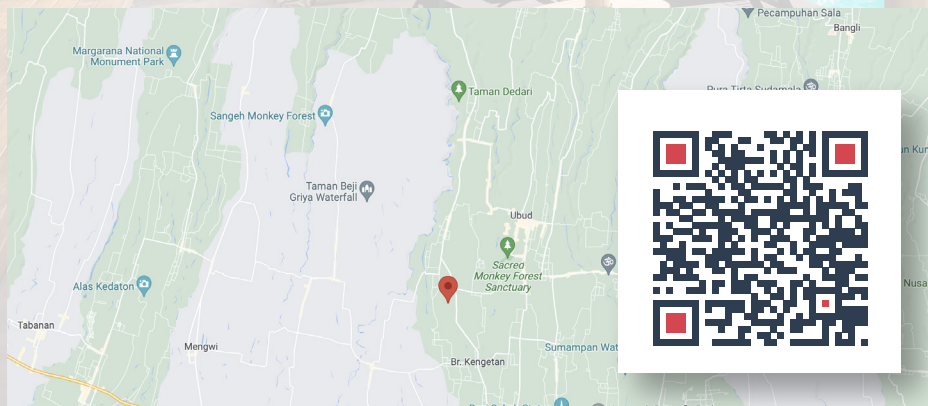 Pecampuhan Sala
Bangli
Margarana National
Monument Park
Taman Dedari
Pura Tirta Sudamala
Sangeh Monkey Forest
un Kun
Taman Beji
Griya Waterfall
Ubud
Sacred
Monkey Forest
Sanctuary
Alas Kedaton
Nusa
Tabanan
Mengwi
Sumampan Wat
Br. Kengetan